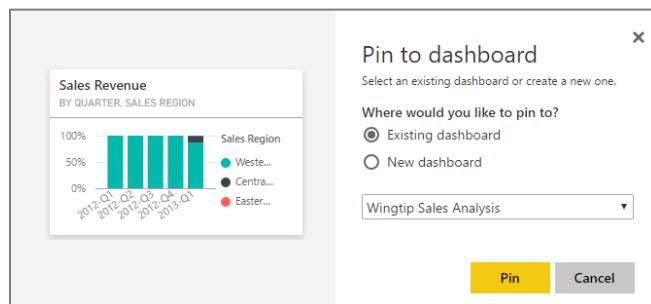 Sales Revenue
BY QUARTER, SALES REGION
100%
50%
0%
2012-Q1
2012-Q2
2012-Q3
2012-Q4
2013-Q1
Sales Region
Weste...
Centra...
Easter...
Pin to dashboard
Select an existing dashboard or create a new one.
Where would you like to pin to?
Existing dashboard
New dashboard
Wingtip Sales Analysis
Pin
Cancel